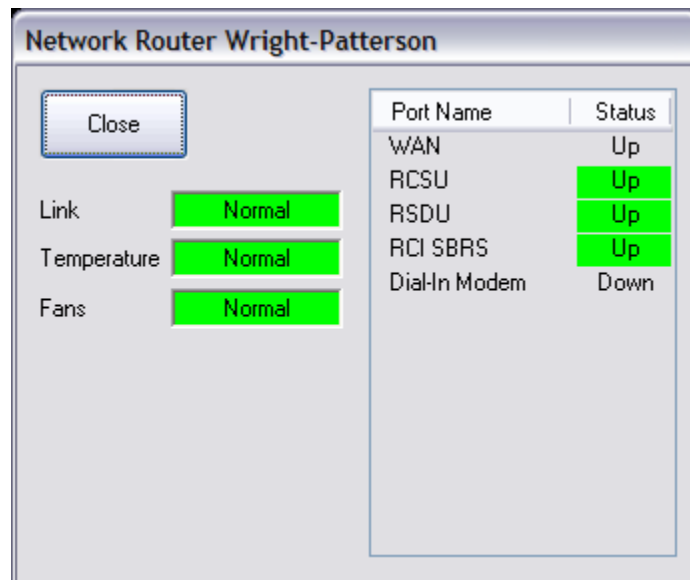 Network Router Wright-Patterson
Close
Link Normal
Temperature Normal
Fans Normal
Port Name Status
WAN Up
RCSU Up
RSDU Up
RCI SBRS Up
Dial-In Modem Down